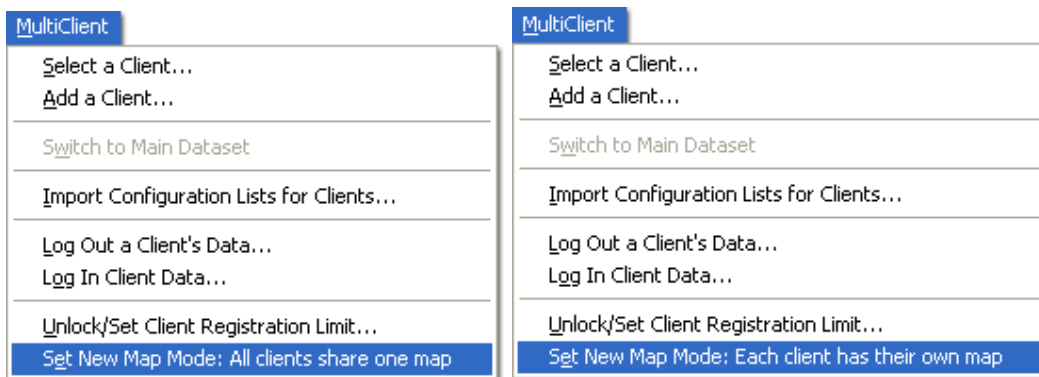 MultiClient
Select a Client...
Add a Client...
Switch to Main Dataset
Import Configuration Lists for Clients...
Log Out a Client's Data...
Log In Client Data...
Unlock/Set Client Registration Limit...
Set New Map Mode: All clients share one map
MultiClient
Select a Client...
Add a Client...
Switch to Main Dataset
Import Configuration Lists for Clients...
Log Out a Client's Data...
Log In Client Data...
Unlock/Set Client Registration Limit...
Set New Map Mode: Each client has their own map